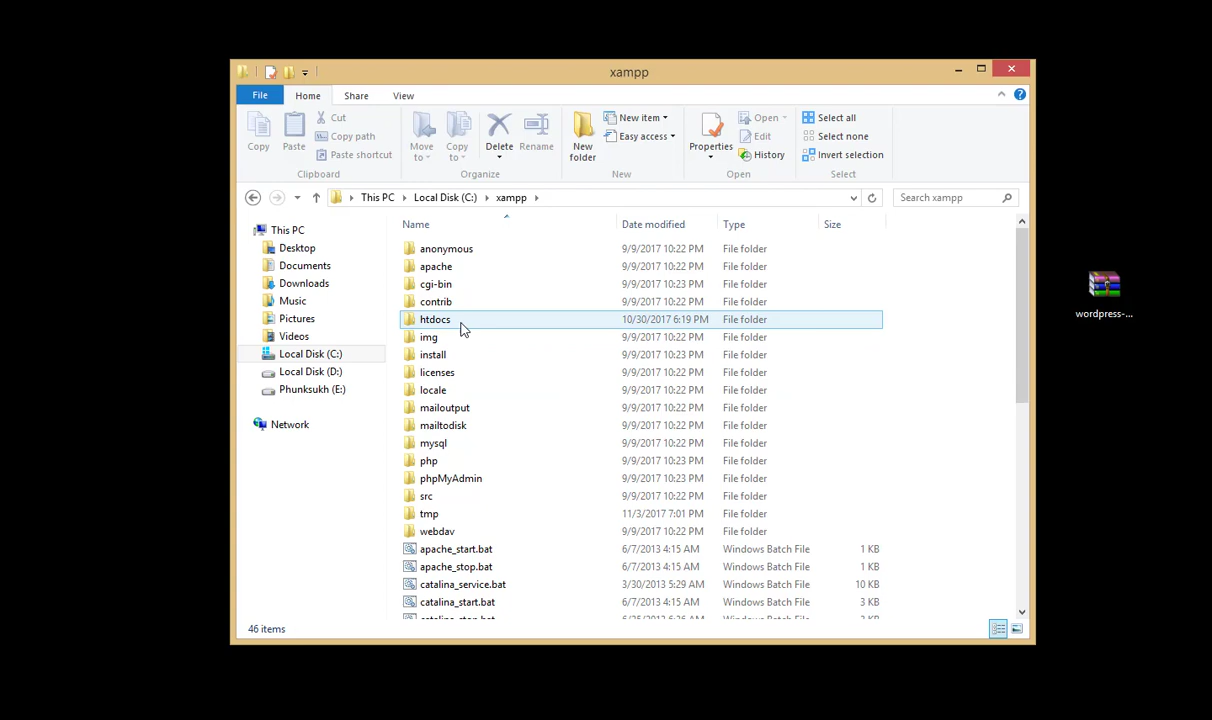 xampp
File Home Share View
Copy
Paste
Cut
Copy path
Paste shortcut
Clipboard
Move to
Copy to
Delete
Rename
Organize
New folder
New item
Easy access
New
Properties
Open
Edit
History
Open
Select all
Select none
Invert selection
Select
This PC Local Disk (C:) xampp
Search xampp
This PC
Desktop
Documents
Downloads
Music
Pictures
Videos
Local Disk (C:)
Local Disk (D:)
Phunksukh (E:)
Network
Name Date modified Type Size
anonymous 9/9/2017 10:22 PM File folder
apache 9/9/2017 10:22 PM File folder
cgi-bin 9/9/2017 10:23 PM File folder
contrib 9/9/2017 10:22 PM File folder
htdocs 10/30/2017 6:19 PM File folder
img 9/9/2017 10:22 PM File folder
install 9/9/2017 10:23 PM File folder
licenses 9/9/2017 10:22 PM File folder
locale 9/9/2017 10:22 PM File folder
mailoutput 9/9/2017 10:22 PM File folder
mailtodisk 9/9/2017 10:22 PM File folder
mysql 9/9/2017 10:22 PM File folder
php 9/9/2017 10:23 PM File folder
phpMyAdmin 9/9/2017 10:23 PM File folder
src 9/9/2017 10:22 PM File folder
tmp 11/3/2017 7:01 PM File folder
webdav 9/9/2017 10:22 PM File folder
apache_start.bat 6/7/2013 4:15 AM Windows Batch File 1 KB
apache_stop.bat 6/7/2013 4:15 AM Windows Batch File 1 KB
catalina_service.bat 3/30/2013 5:29 AM Windows Batch File 10 KB
catalina_start.bat 6/7/2013 4:15 AM Windows Batch File 3 KB
46 items
wordpress-...